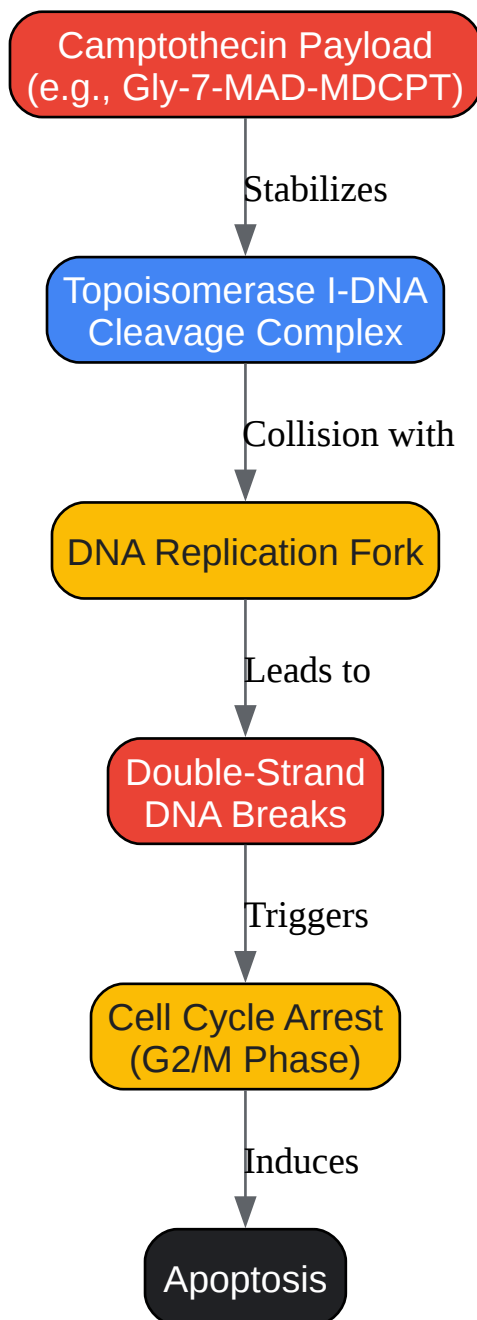 Camptothecin Payload
(e.g., Gly-7-MAD-MDCPT)
Stabilizes
Topoisomerase I-DNA
Cleavage Complex
Collision with
DNA Replication Fork
Leads to
Double-Strand
DNA Breaks
Triggers
Cell Cycle Arrest
(G2/M Phase)
Induces
Apoptosis